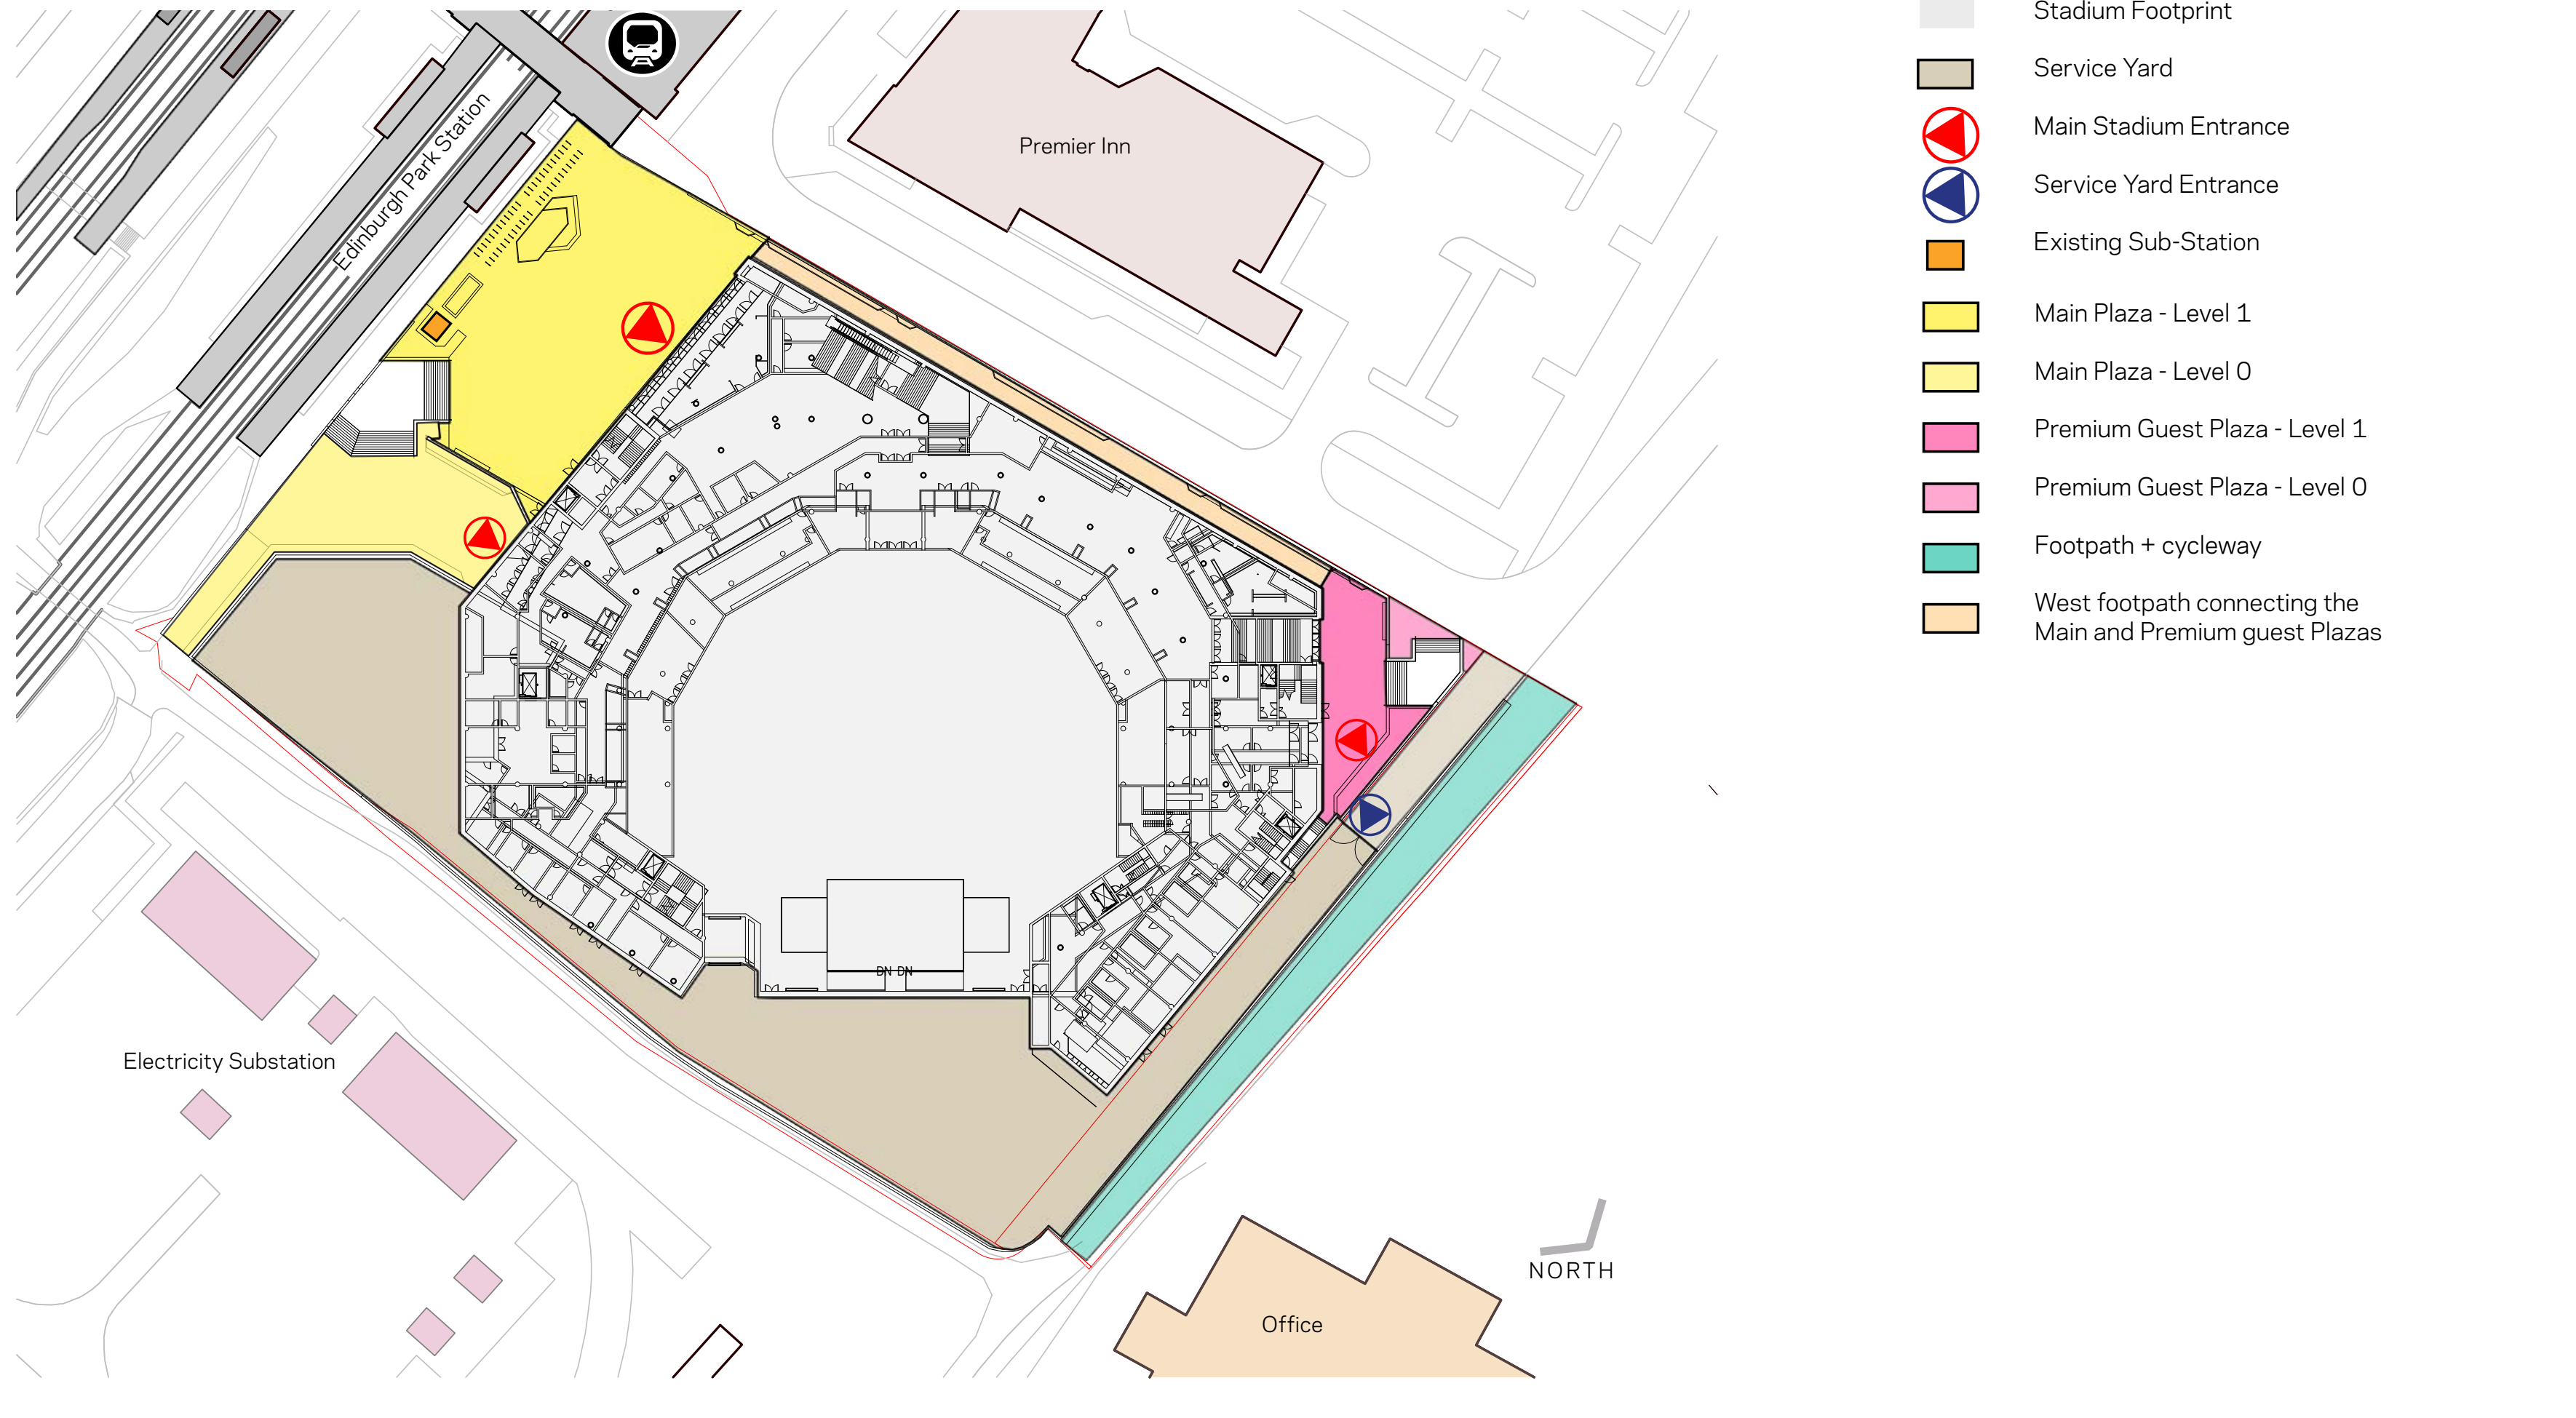 Edinburgh Park Station
Premier Inn
DN DN
Electricity Substation
Office
NORTH
Stadium Footprint
Service Yard
Main Stadium Entrance
Service Yard Entrance
Existing Sub-Station
Main Plaza - Level 1
Main Plaza - Level 0
Premium Guest Plaza - Level 1
Premium Guest Plaza - Level 0
Footpath + cycleway
West footpath connecting the
Main and Premium guest Plazas